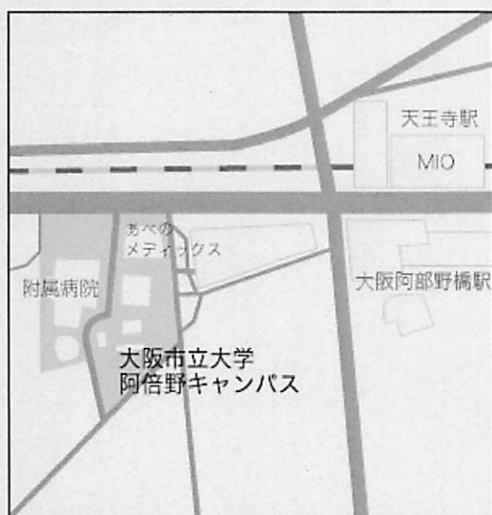 天王寺駅
MIO
あべの
メディックス
附属病院
大阪阿部野橋駅
大阪市立大学
阿倍野キャンパス